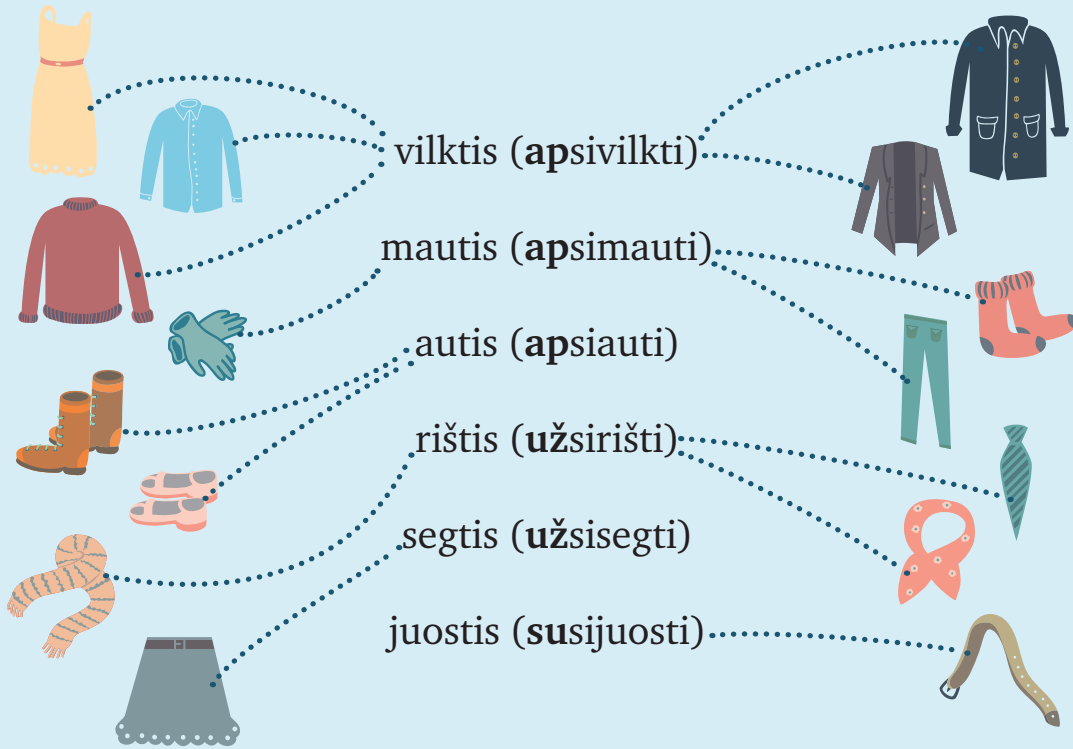 vilktis (apsivilkti)
mautis (apsimauti)
autis (apsiauti)
rištis (užsirišti)
segtis (užsisegti)
juostis (susijuosti)